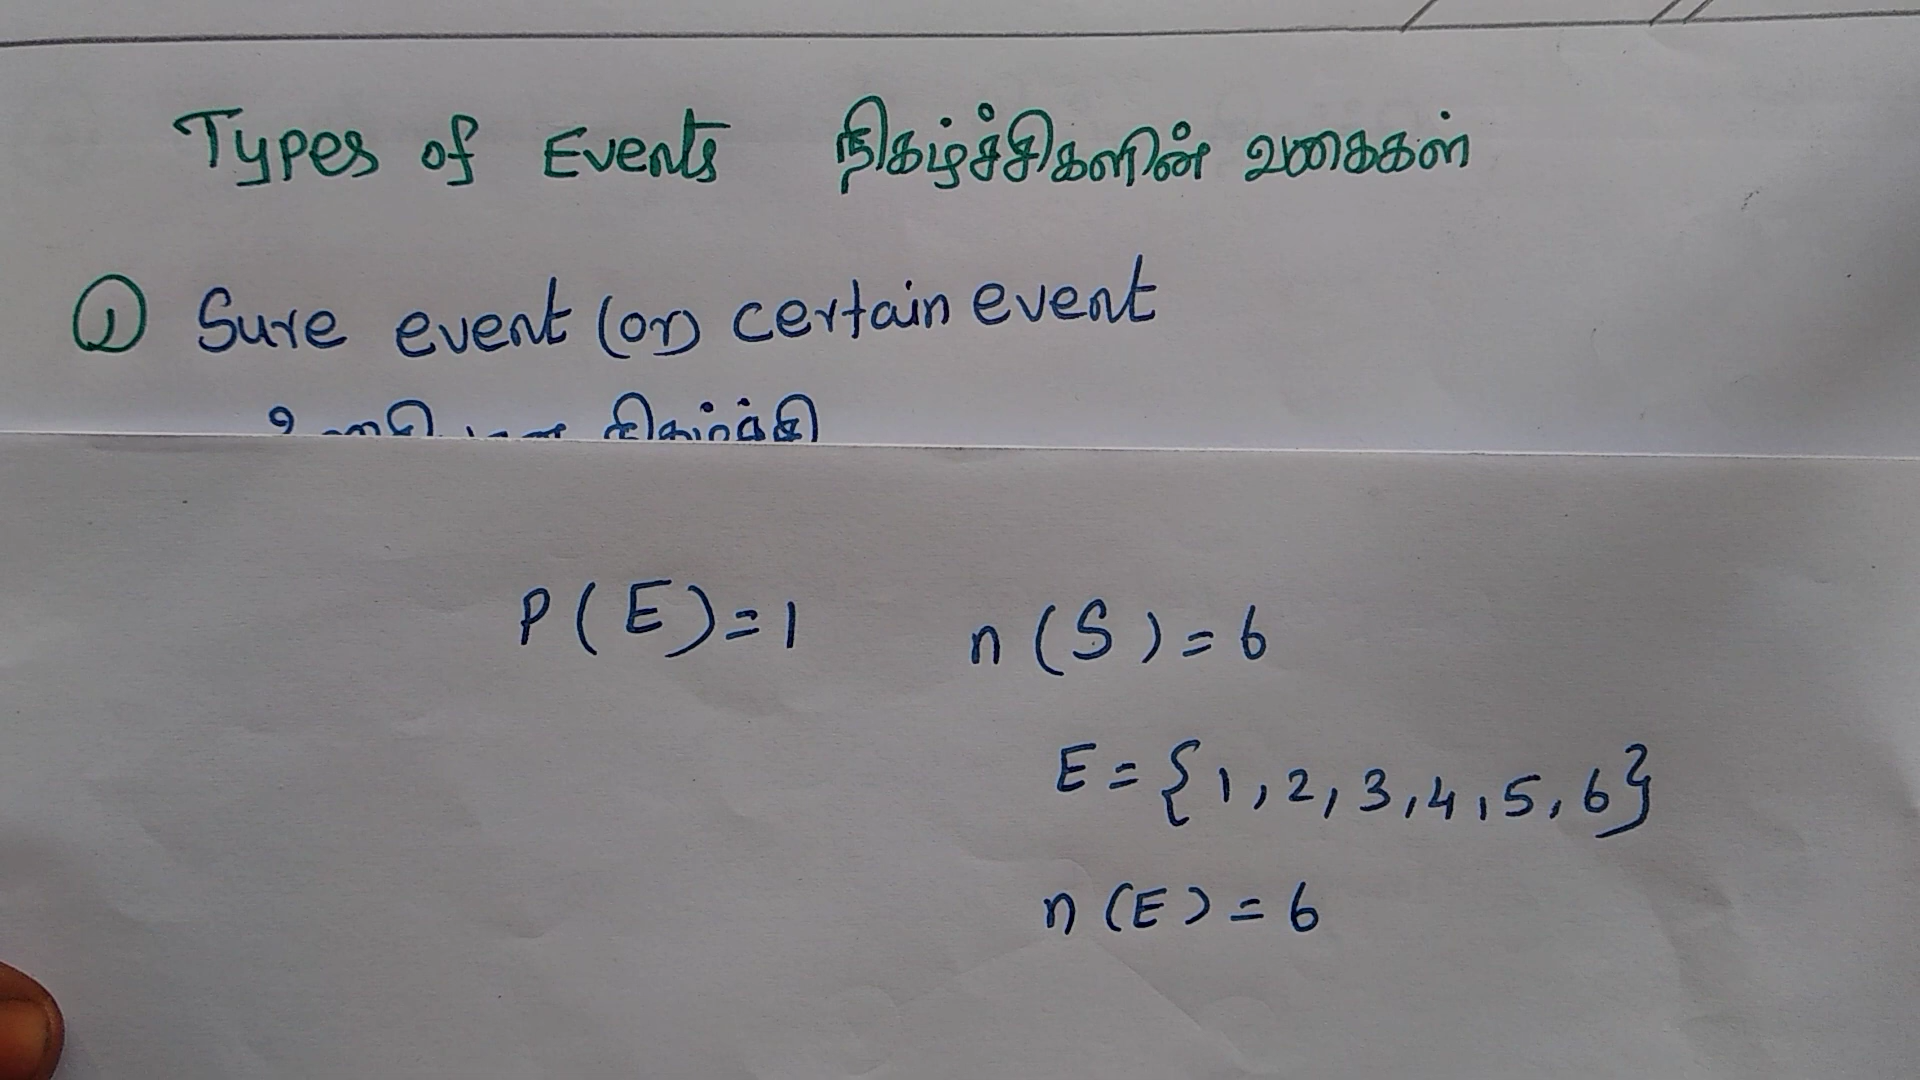 Types of Events நிகழ்ச்சிகளின் வகைகள்
① Sure event (or) certain event
P(E)=1 n(S)=6
E={1,2,3,4,5,6}
n(E)=6